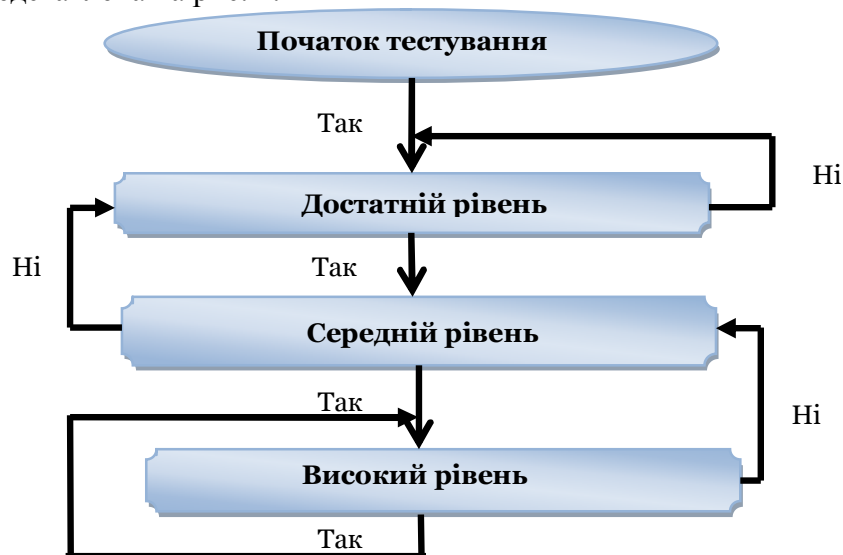 Початок тестування
Так
Ні
Достатній рівень
Ні
Так
Середній рівень
Так
Ні
Високий рівень
Так